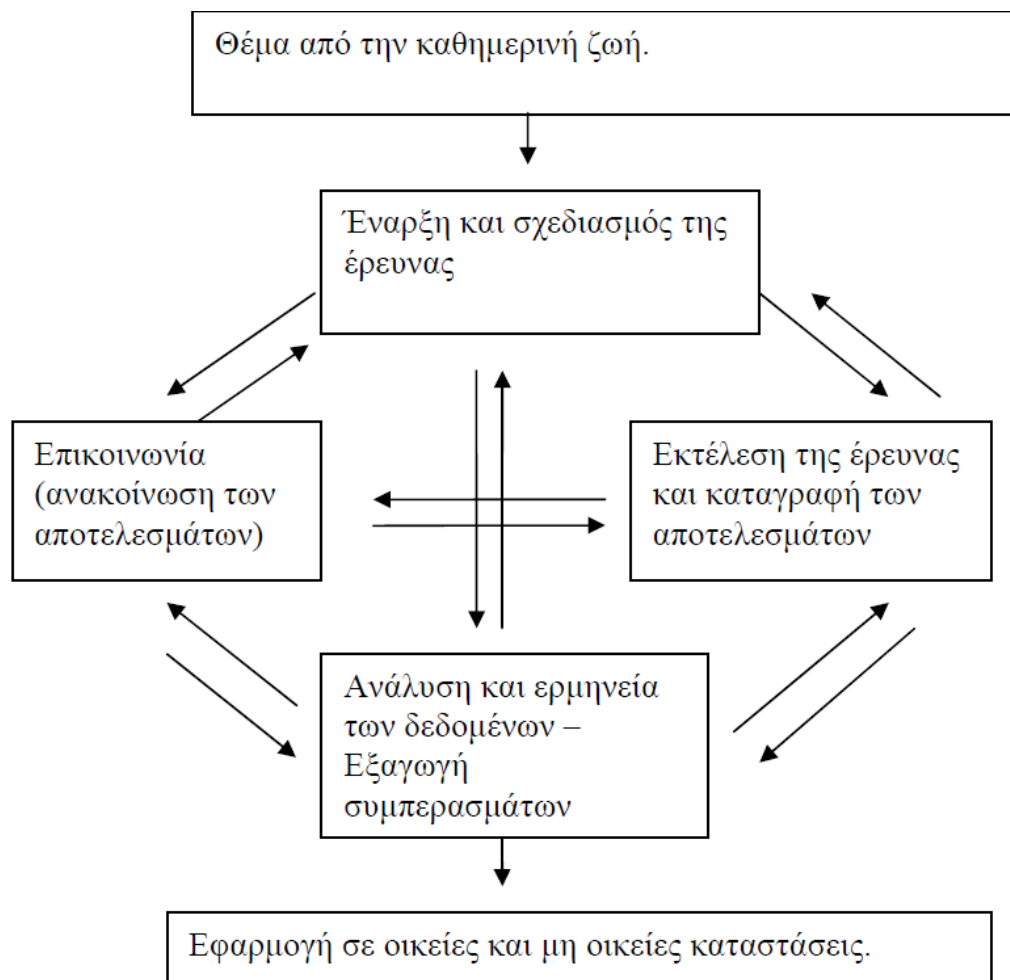 Θέμα από την καθημερινή ζωή.
Έναρξη και σχεδιασμός της
έρευνας
Επικοινωνία
(ανακοίνωση των
αποτελεσμάτων)
Εκτέλεση της έρευνας
και καταγραφή των
αποτελεσμάτων
Ανάλυση και ερμηνεία
των δεδομένων –
Εξαγωγή
συμπερασμάτων
Εφαρμογή σε οικείες και μη οικείες καταστάσεις.